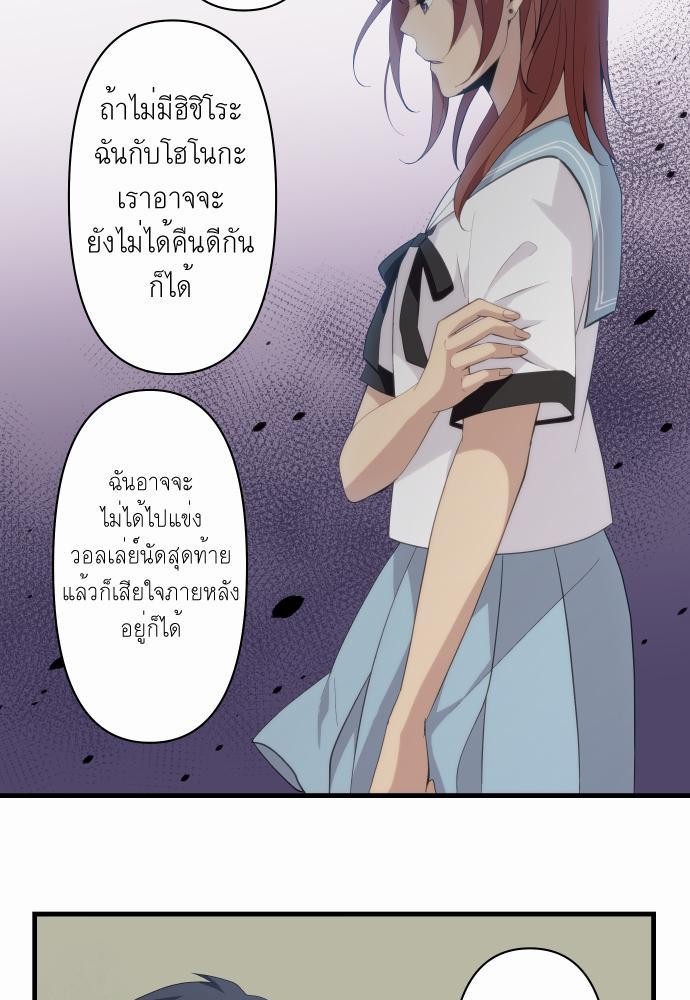 ถ้าไม่มีฮิชิโระ
ฉันกับโฮโนกะ
เราอาจจะ
ยังไม่ได้คืนดีกัน
ก็ได้
ฉันอาจจะ
ไม่ได้ไปแข่ง
วอลเล่ย์นัดสุดท้าย
แล้วก็เสียใจภายหลัง
อยู่ก็ได้